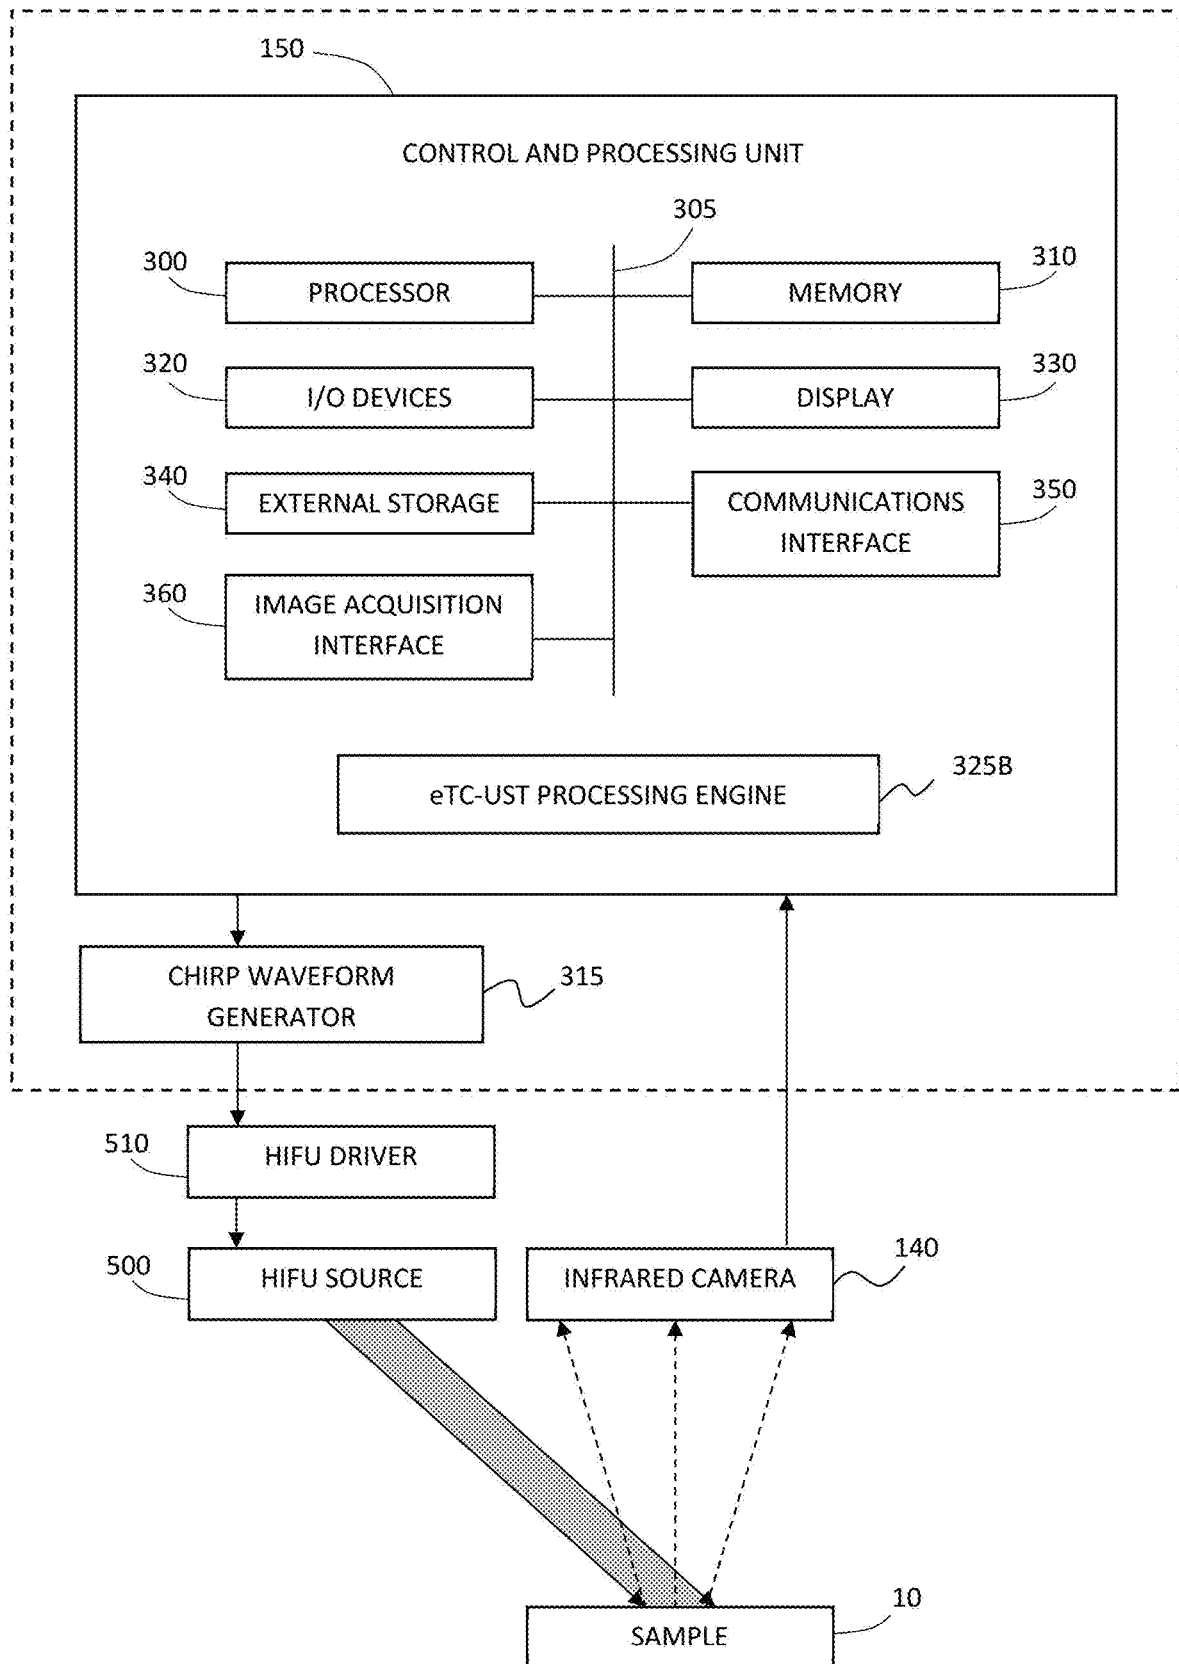 150
CONTROL AND PROCESSING UNIT
305
300
PROCESSOR
310
MEMORY
320
I/O DEVICES
330
DISPLAY
340
EXTERNAL STORAGE
350
COMMUNICATIONS
INTERFACE
360
IMAGE ACQUISITION
INTERFACE
325B
eTC-UST PROCESSING ENGINE
CHIRP WAVEFORM
GENERATOR
315
510
HIFU DRIVER
500
HIFU SOURCE
INFRARED CAMERA
140
10
SAMPLE